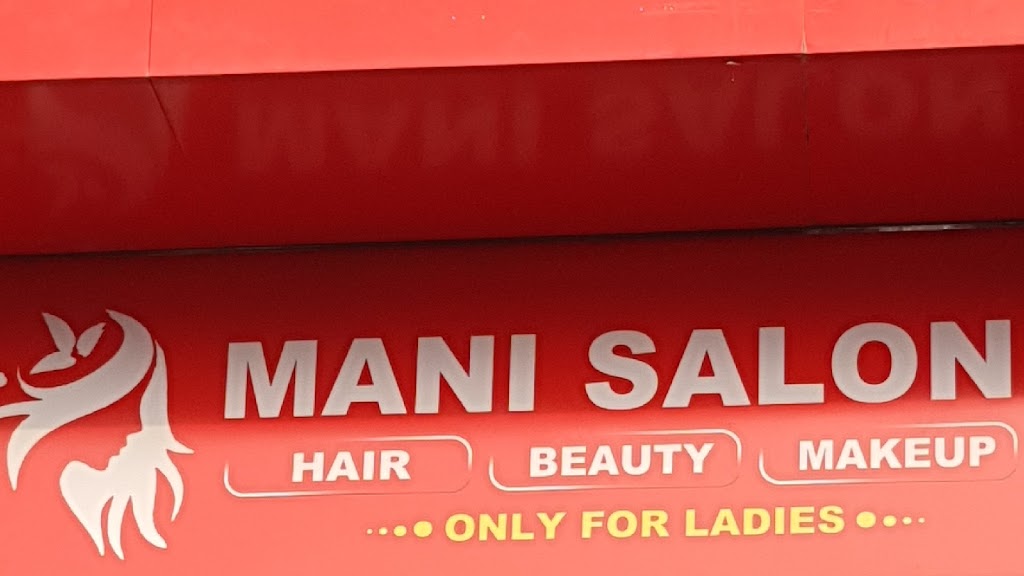 MANI SALON
HAIR BEAUTY MAKEUP
ONLY FOR LADIES